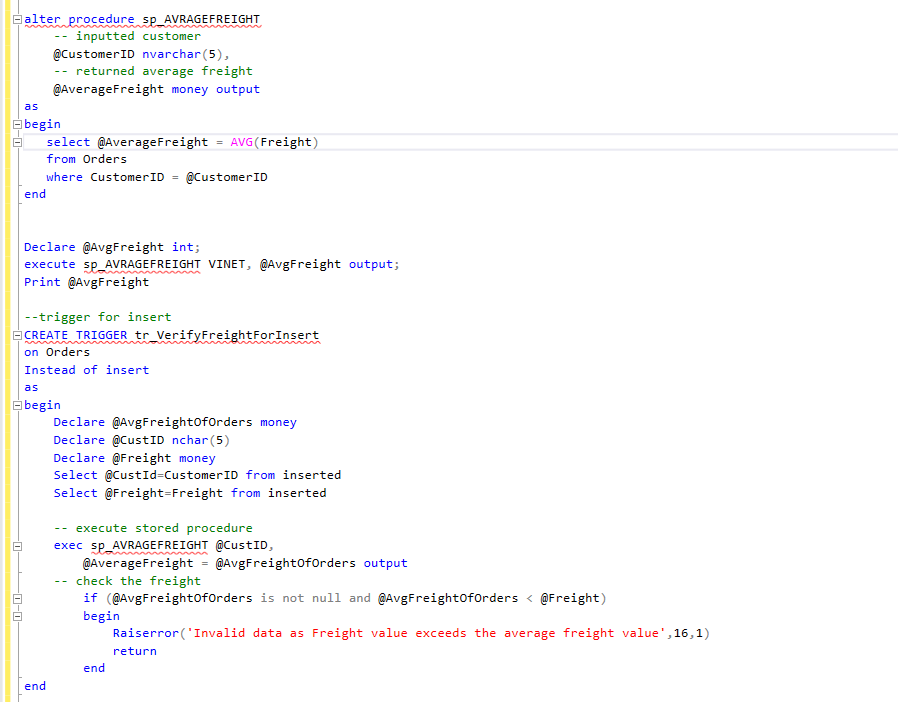 alter procedure sp_AVRAGEFREIGHT
-- inputted customer
@CustomerID nvarchar(5),
-- returned average freight
@AverageFreight money output
as
begin
select @AverageFreight = AVG(Freight)
from Orders
where CustomerID = @CustomerID
end
Declare @AvgFreight int;
execute sp_AVRAGEFREIGHT VINET, @AvgFreight output;
Print @AvgFreight
--trigger for insert
CREATE TRIGGER tr_VerifyFreightForInsert
on Orders
Instead of insert
as
begin
Declare @AvgFreightOfOrders money
Declare @CustID nchar(5)
Declare @Freight money
Select @CustId=CustomerID from inserted
Select @Freight=Freight from inserted
-- execute stored procedure
exec sp_AVRAGEFREIGHT @CustID,
@AverageFreight = @AvgFreightOfOrders output
-- check the freight
if (@AvgFreightOfOrders is not null and @AvgFreightOfOrders < @Freight)
begin
Raiserror('Invalid data as Freight value exceeds the average freight value',16,1)
return
end
end